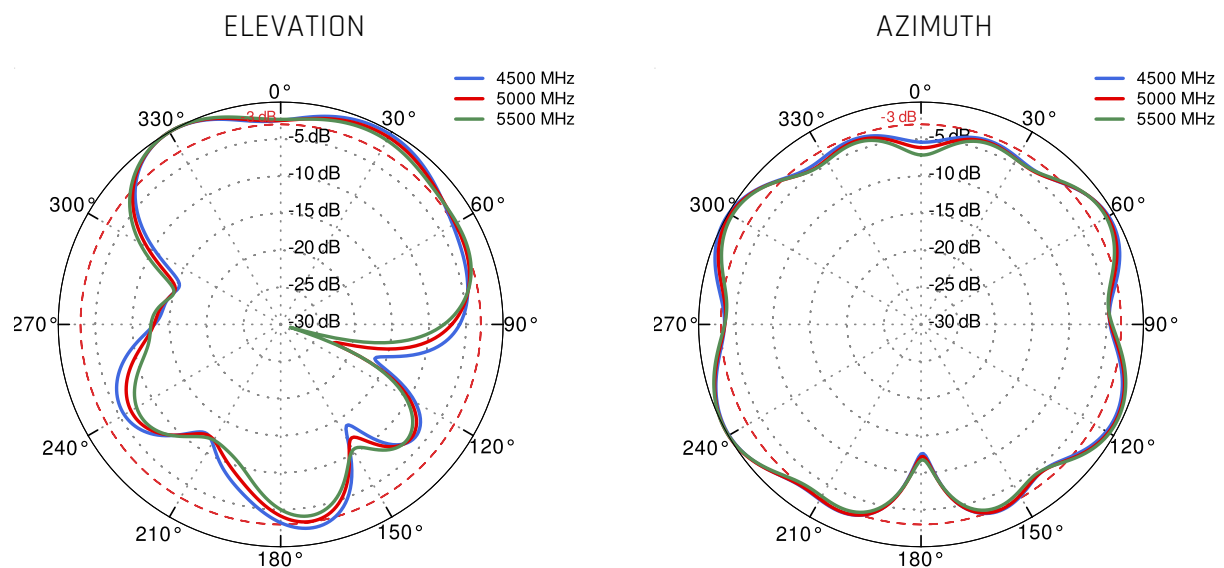 ELEVATION
4500 MHz
5000 MHz
5500 MHz
0°
30°
60°
90°
120°
150°
180°
210°
240°
270°
300°
330°
-3 dB
-5 dB
-10 dB
-15 dB
-20 dB
-25 dB
-30 dB
AZIMUTH
4500 MHz
5000 MHz
5500 MHz
0°
30°
60°
90°
120°
150°
180°
210°
240°
270°
300°
330°
-3 dB
-5 dB
-10 dB
-15 dB
-20 dB
-25 dB
-30 dB